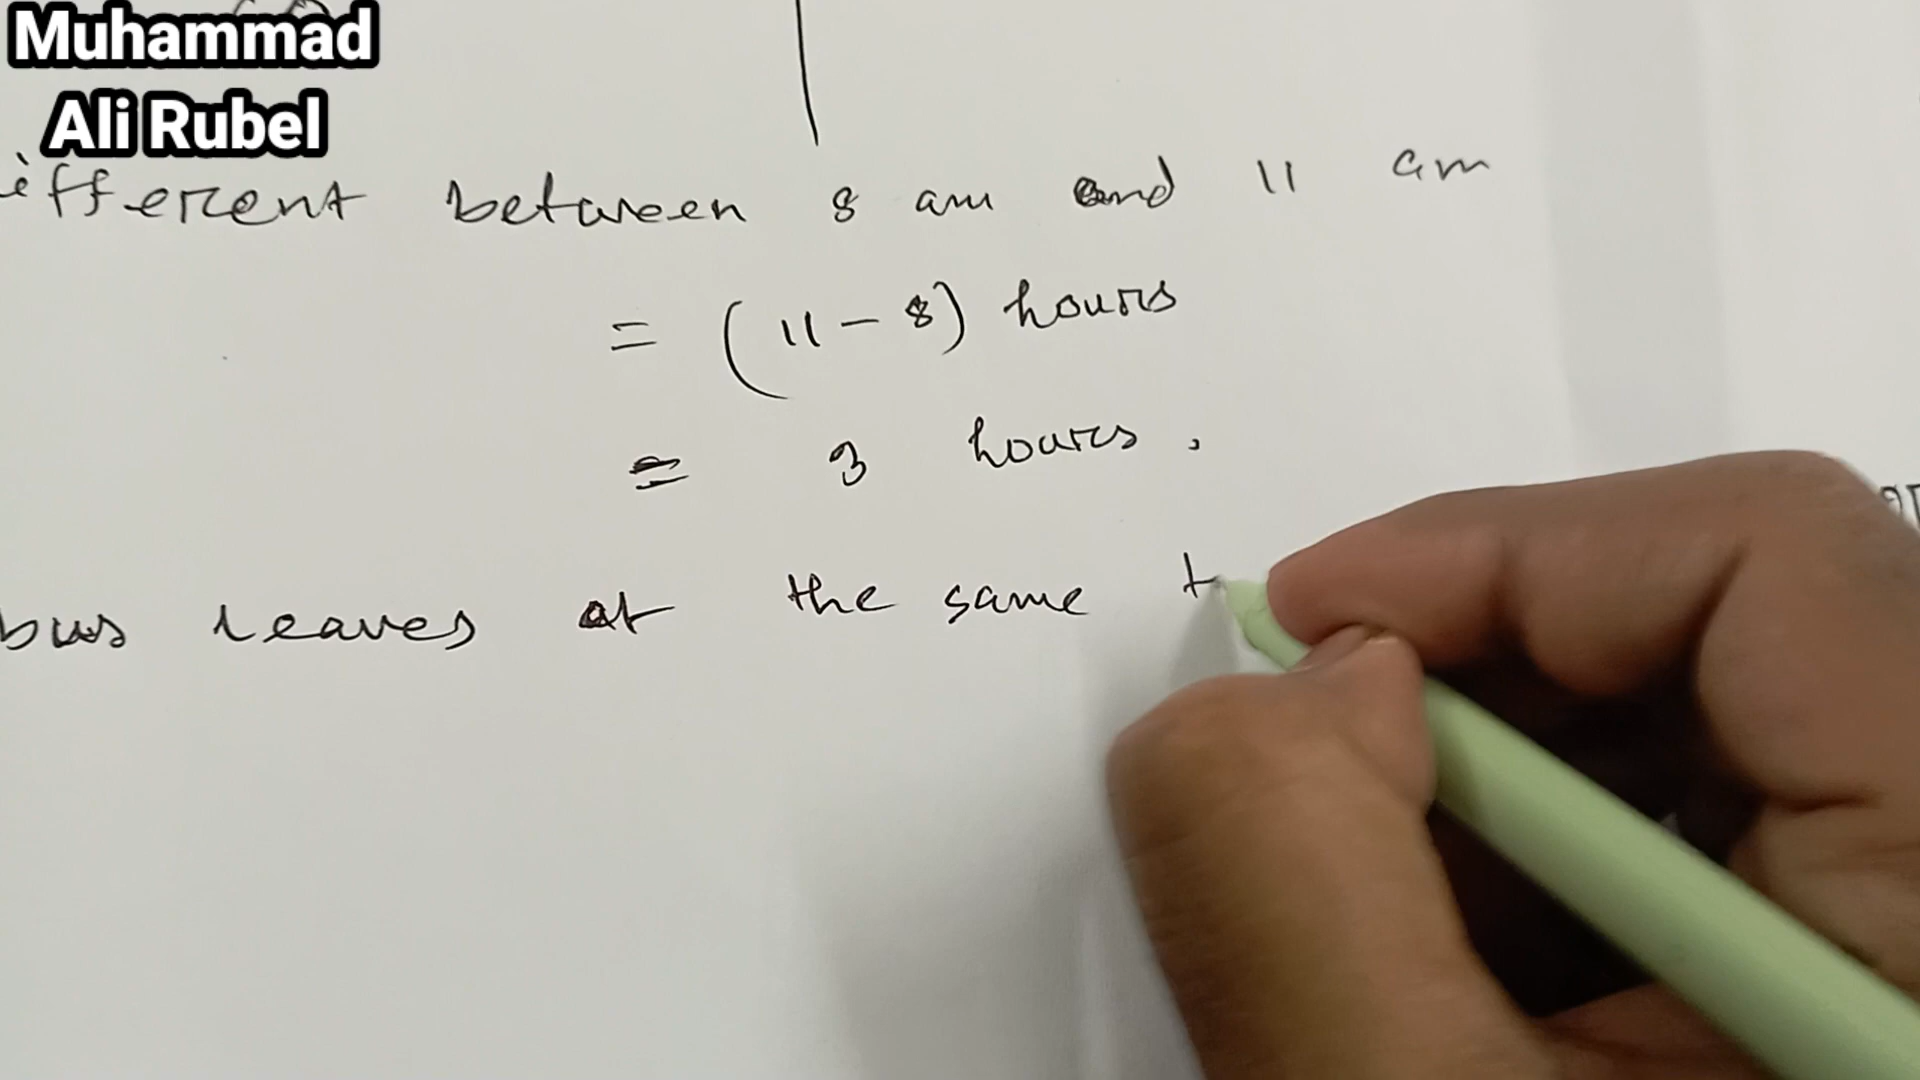 Muhammad
Ali Rubel
ifferent between 8 am and 11 am
= (11 - 8) hours
= 3 hours.
bus leaves at the same t